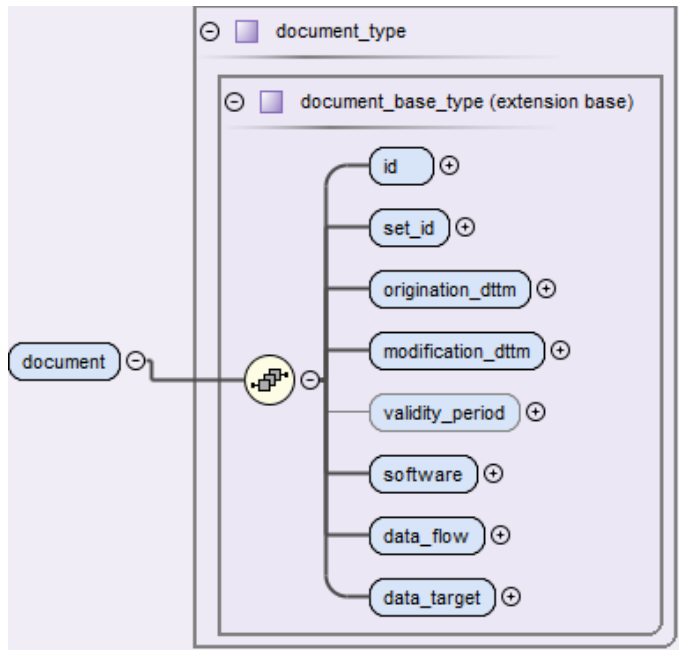 document_type
document_base_type (extension base)
id
set_id
origination_dttm
modification_dttm
document
validity_period
software
data_flow
data_target